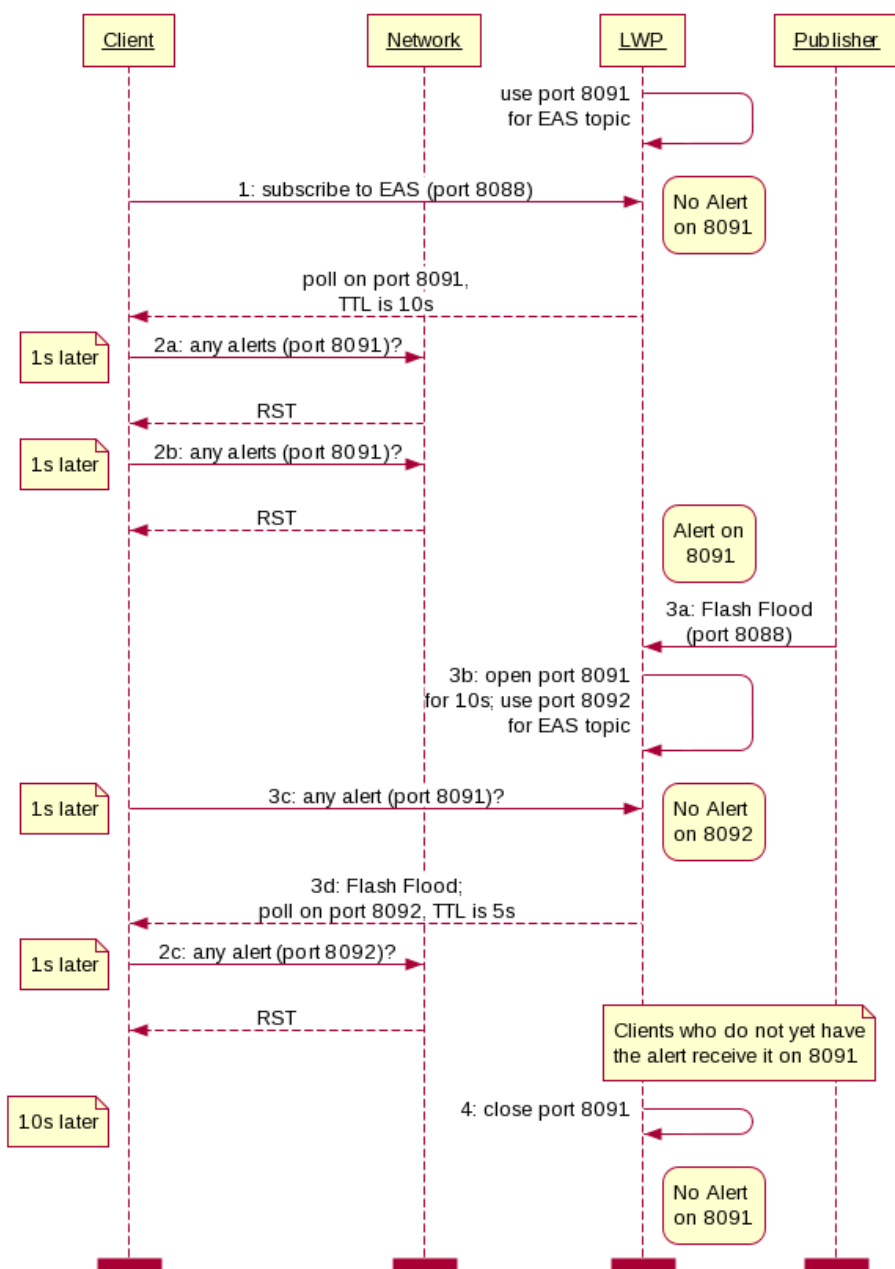 Client
Network
LWP
Publisher
use port 8091
for EAS topic
1: subscribe to EAS (port 8088)
No Alert
on 8091
poll on port 8091,
TTL is 10s
1s later
2a: any alerts (port 8091)?
RST
1s later
2b: any alerts (port 8091)?
RST
Alert on
8091
3a: Flash Flood
(port 8088)
3b: open port 8091
for 10s; use port 8092
for EAS topic
1s later
3c: any alert (port 8091)?
No Alert
on 8092
3d: Flash Flood;
poll on port 8092, TTL is 5s
1s later
2c: any alert (port 8092)?
RST
Clients who do not yet have
the alert receive it on 8091
10s later
4: close port 8091
No Alert
on 8091